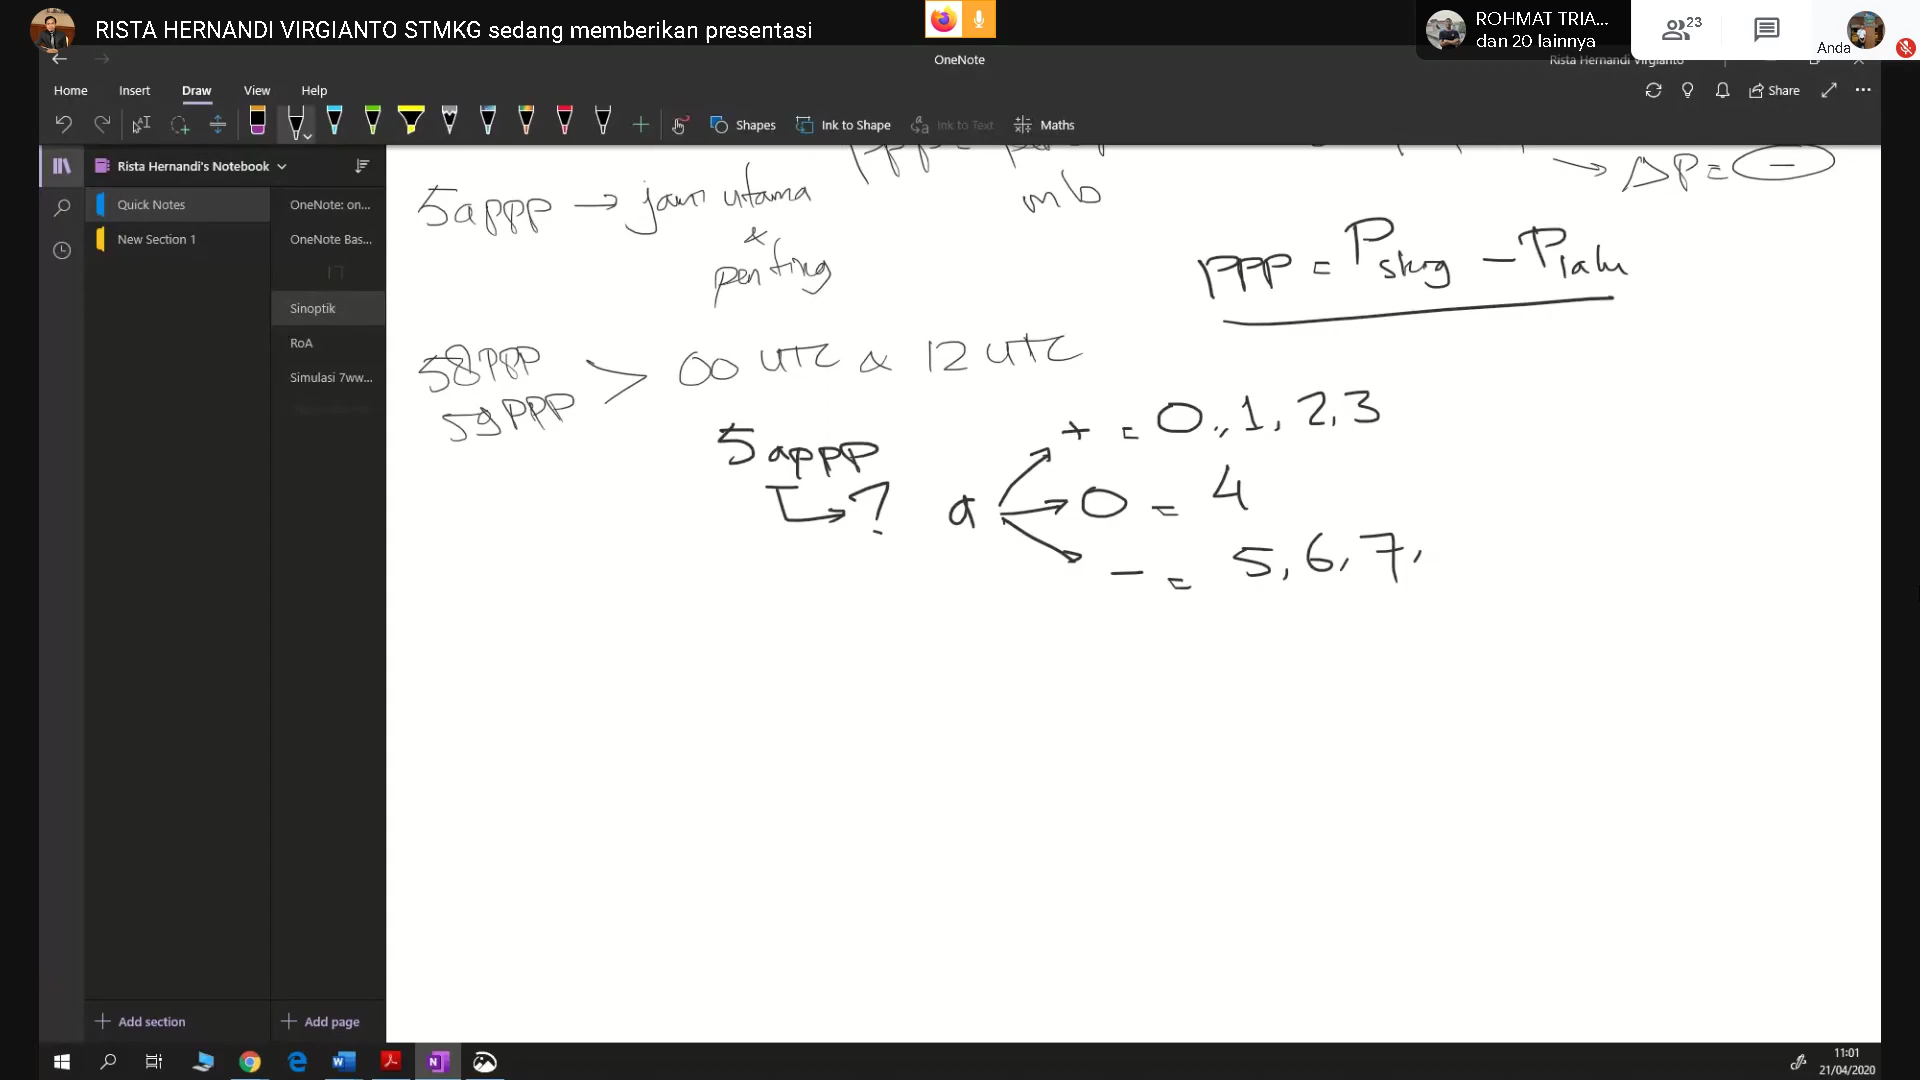 RISTA HERNANDI VIRGIANTO STMKG sedang memberikan presentasi
ROHMAT TRIA...
dan 20 lainnya
23
Anda
OneNote
Rista Hernandi Virgianto
Home Insert Draw View Help
Share
Shapes
Ink to Shape
Ink to Text
Maths
Rista Hernandi's Notebook
Quick Notes
New Section 1
OneNote: on...
OneNote Bas...
Sinoptik
RoA
Simulasi 7ww...
Add section
Add page
5appp → jam utama
&
penting
mb
→ ΔP = −
PPP = Pskrg − Plalu
58PPP
59PPP
> 00 UTC & 12 UTC
5appp
?
a
+ = 0, 1, 2, 3
0 = 4
− = 5, 6, 7,
11:01
21/04/2020